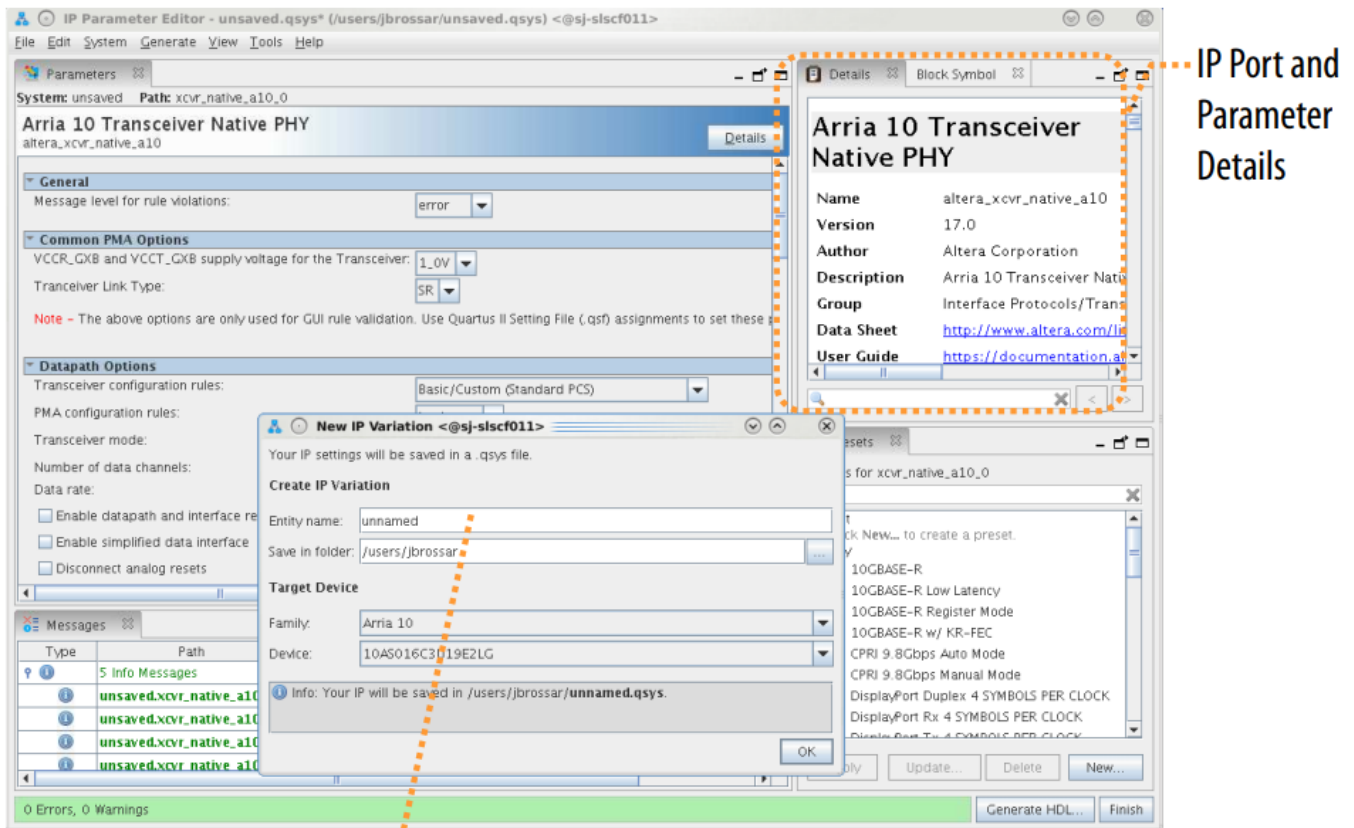 IP Parameter Editor - unsaved.qsys* (/users/jbrossar/unsaved.qsys) <@sj-slscf011>
File Edit System Generate View Tools Help
Parameters
System: unsaved Path: xcvr_native_a10_0
Arria 10 Transceiver Native PHY
altera_xcvr_native_a10
Details
General
Message level for rule violations: error
Common PMA Options
VCCR_GXB and VCCT_GXB supply voltage for the Transceiver: 1_0V
Tranceiver Link Type: SR
Note - The above options are only used for GUI rule validation. Use Quartus II Setting File (.qsf) assignments to set these
Datapath Options
Transceiver configuration rules: Basic/Custom (Standard PCS)
PMA configuration rules:
Transceiver mode:
Number of data channels:
Data rate:
Enable datapath and interface re
Enable simplified data interface
Disconnect analog resets
Messages
Type Path
5 Info Messages
unsaved.xcvr_native_a10
unsaved.xcvr_native_a10
unsaved.xcvr_native_a10
unsaved.xcvr_native_a10
0 Errors, 0 Warnings
Generate HDL... Finish
Details Block Symbol
Arria 10 Transceiver
Native PHY
Name altera_xcvr_native_a10
Version 17.0
Author Altera Corporation
Description Arria 10 Transceiver Nati
Group Interface Protocols/Trans
Data Sheet http://www.altera.com/li
User Guide https://documentation.a
< >
esets
s for xcvr_native_a10_0
ck New... to create a preset.
10GBASE-R
10GBASE-R Low Latency
10GBASE-R Register Mode
10GBASE-R w/ KR-FEC
CPRI 9.8Gbps Auto Mode
CPRI 9.8Gbps Manual Mode
DisplayPort Duplex 4 SYMBOLS PER CLOCK
DisplayPort Rx 4 SYMBOLS PER CLOCK
DisplayPort Tx 4 SYMBOLS PER CLOCK
ply Update... Delete New...
New IP Variation <@sj-slscf011>
Your IP settings will be saved in a .qsys file.
Create IP Variation
Entity name: unnamed
Save in folder: /users/jbrossar ...
Target Device
Family: Arria 10
Device: 10AS016C3U19E2LG
Info: Your IP will be saved in /users/jbrossar/unnamed.qsys.
OK
IP Port and
Parameter
Details